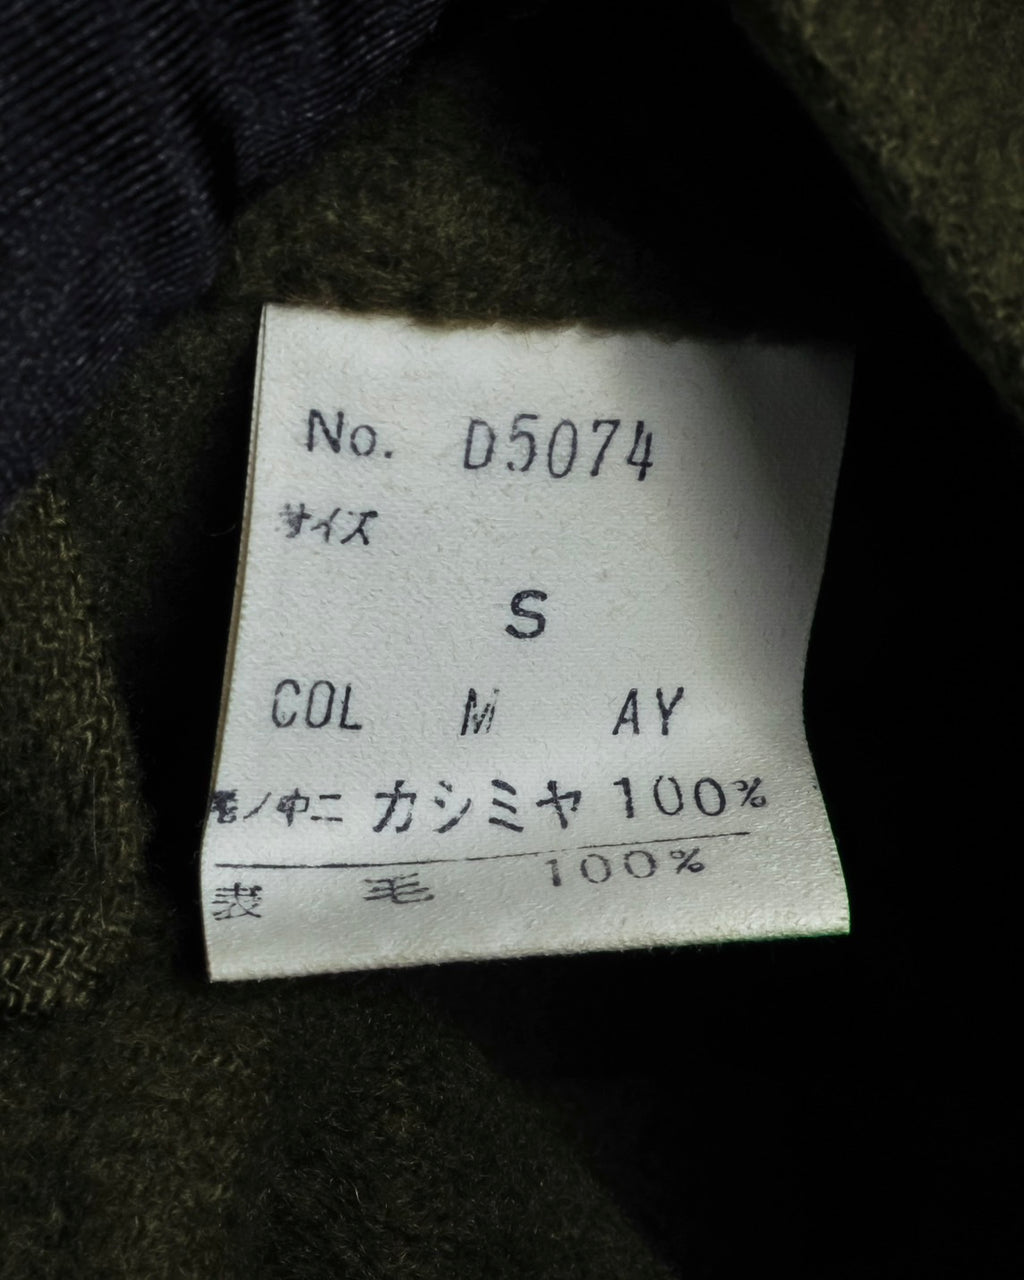 No. D5074
サイズ
S
COL M AY
毛ノ中ニ カシミヤ 100%
表 毛 100%